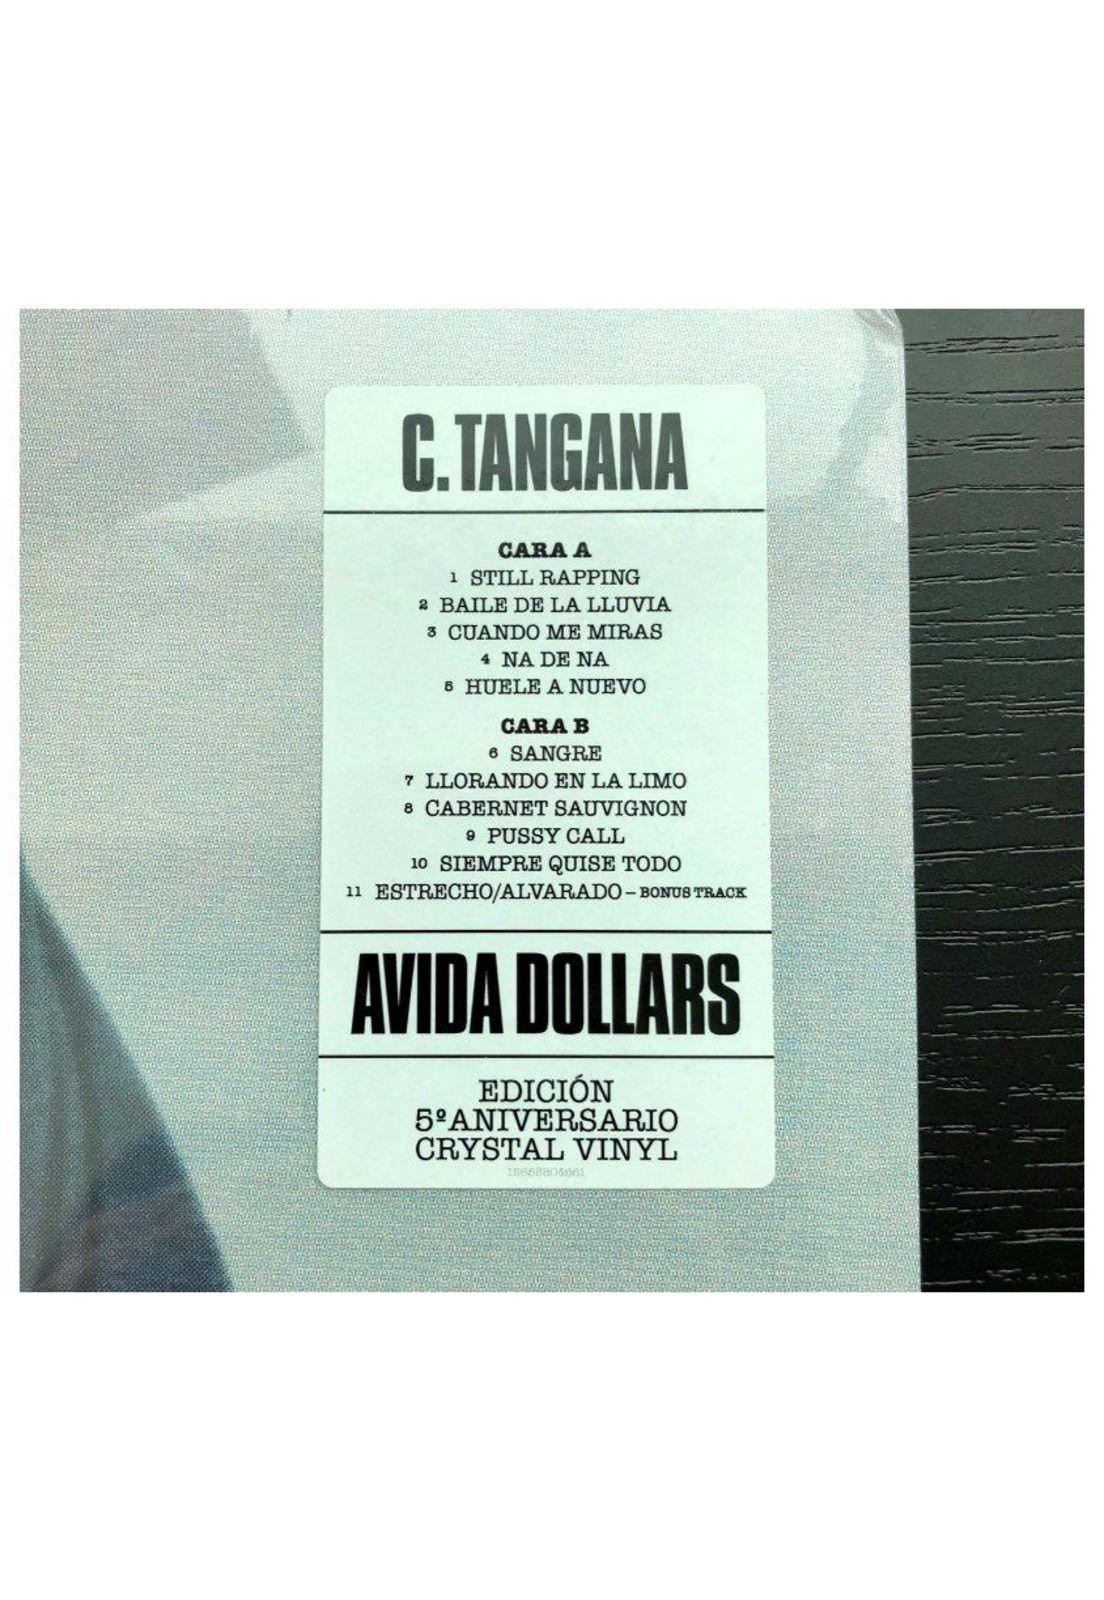 C. TANGANA
CARA A
1 STILL RAPPING
2 BAILE DE LA LLUVIA
3 CUANDO ME MIRAS
4 NA DE NA
5 HUELE A NUEVO
CARA B
6 SANGRE
7 LLORANDO EN LA LIMO
8 CABERNET SAUVIGNON
9 PUSSY CALL
10 SIEMPRE QUISE TODO
11 ESTRECHO/ALVARADO – BONUS TRACK
AVIDA DOLLARS
EDICIÓN
5º ANIVERSARIO
CRYSTAL VINYL